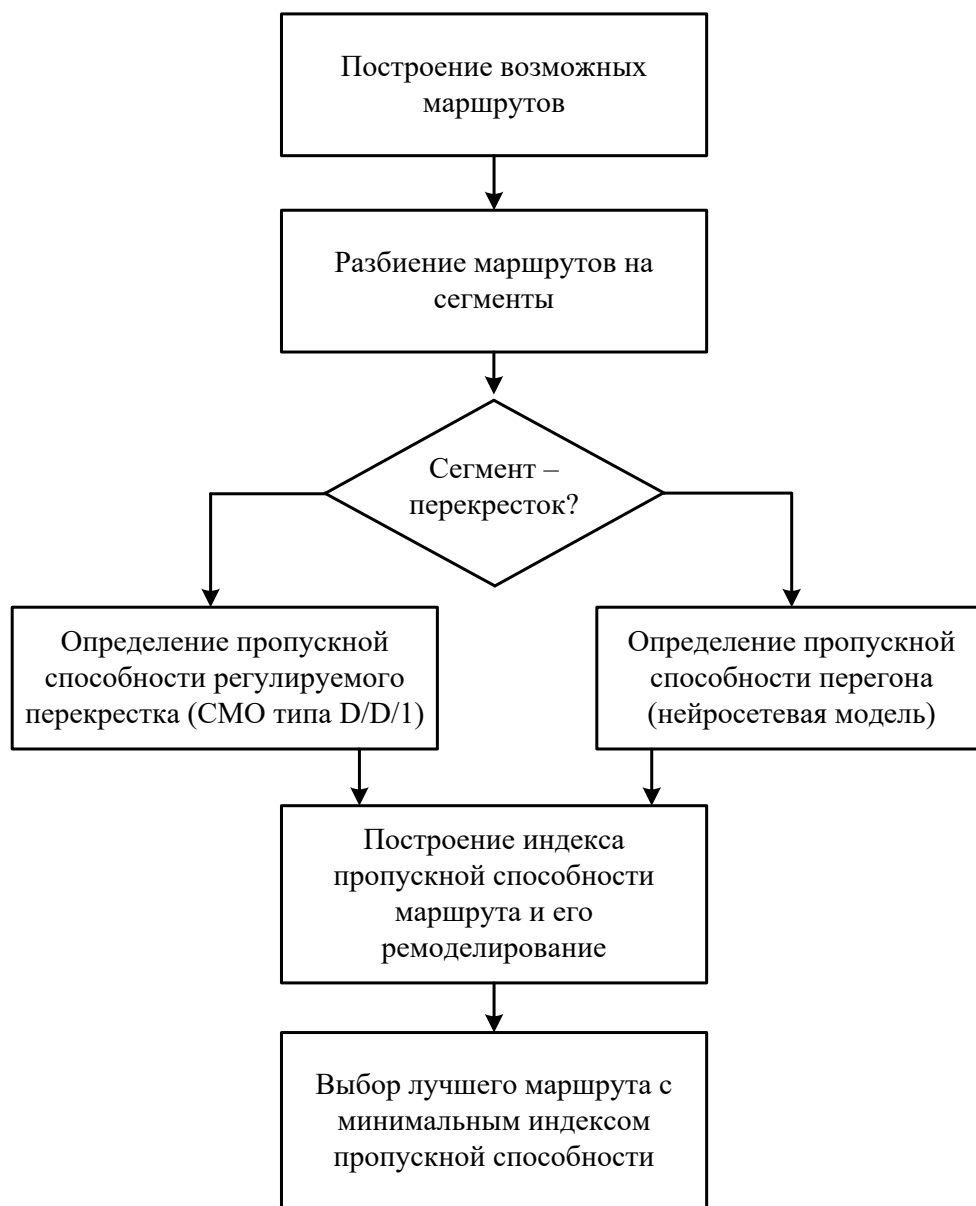 Построение возможных
маршрутов
Разбиение маршрутов на
сегменты
Сегмент –
перекресток?
Определение пропускной
способности регулируемого
перекрестка (СМО типа D/D/1)
Определение пропускной
способности перегона
(нейросетевая модель)
Построение индекса
пропускной способности
маршрута и его
ремоделирование
Выбор лучшего маршрута с
минимальным индексом
пропускной способности